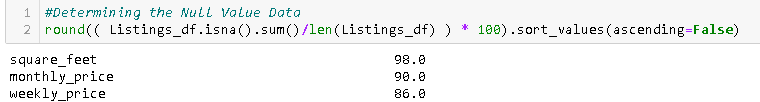 1 #Determining the Null Value Data
2 round(( Listings_df.isna().sum()/len(Listings_df) ) * 100).sort_values(ascending=False)
square_feet 98.0
monthly_price 90.0
weekly_price 86.0